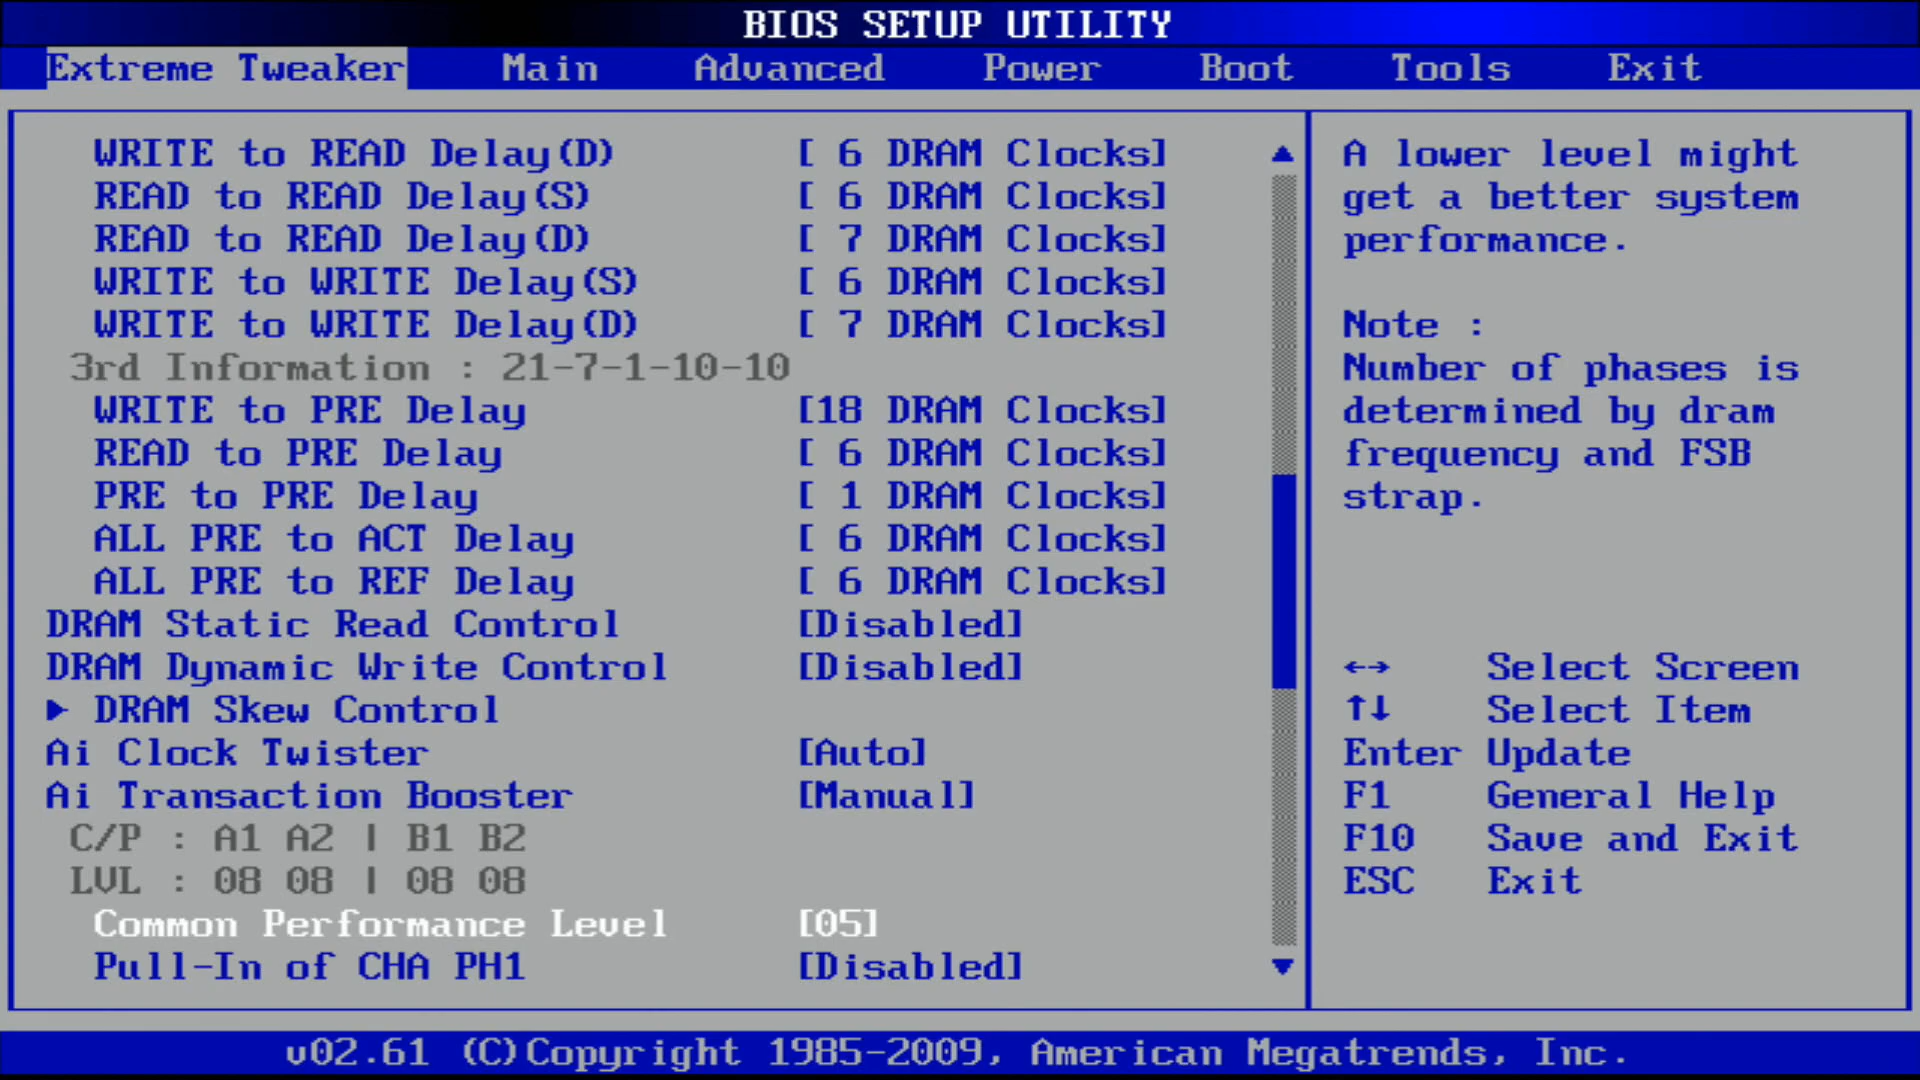 BIOS SETUP UTILITY
Extreme Tweaker Main Advanced Power Boot Tools Exit
WRITE to READ Delay(D) [ 6 DRAM Clocks]
READ to READ Delay(S) [ 6 DRAM Clocks]
READ to READ Delay(D) [ 7 DRAM Clocks]
WRITE to WRITE Delay(S) [ 6 DRAM Clocks]
WRITE to WRITE Delay(D) [ 7 DRAM Clocks]
3rd Information : 21-7-1-10-10
WRITE to PRE Delay [18 DRAM Clocks]
READ to PRE Delay [ 6 DRAM Clocks]
PRE to PRE Delay [ 1 DRAM Clocks]
ALL PRE to ACT Delay [ 6 DRAM Clocks]
ALL PRE to REF Delay [ 6 DRAM Clocks]
DRAM Static Read Control [Disabled]
DRAM Dynamic Write Control [Disabled]
▶ DRAM Skew Control
Ai Clock Twister [Auto]
Ai Transaction Booster [Manual]
C/P : A1 A2 | B1 B2
LVL : 08 08 | 08 08
Common Performance Level [05]
Pull-In of CHA PH1 [Disabled]
A lower level might
get a better system
performance.
Note :
Number of phases is
determined by dram
frequency and FSB
strap.
←→ Select Screen
↑↓ Select Item
Enter Update
F1 General Help
F10 Save and Exit
ESC Exit
v02.61 (C)Copyright 1985-2009, American Megatrends, Inc.